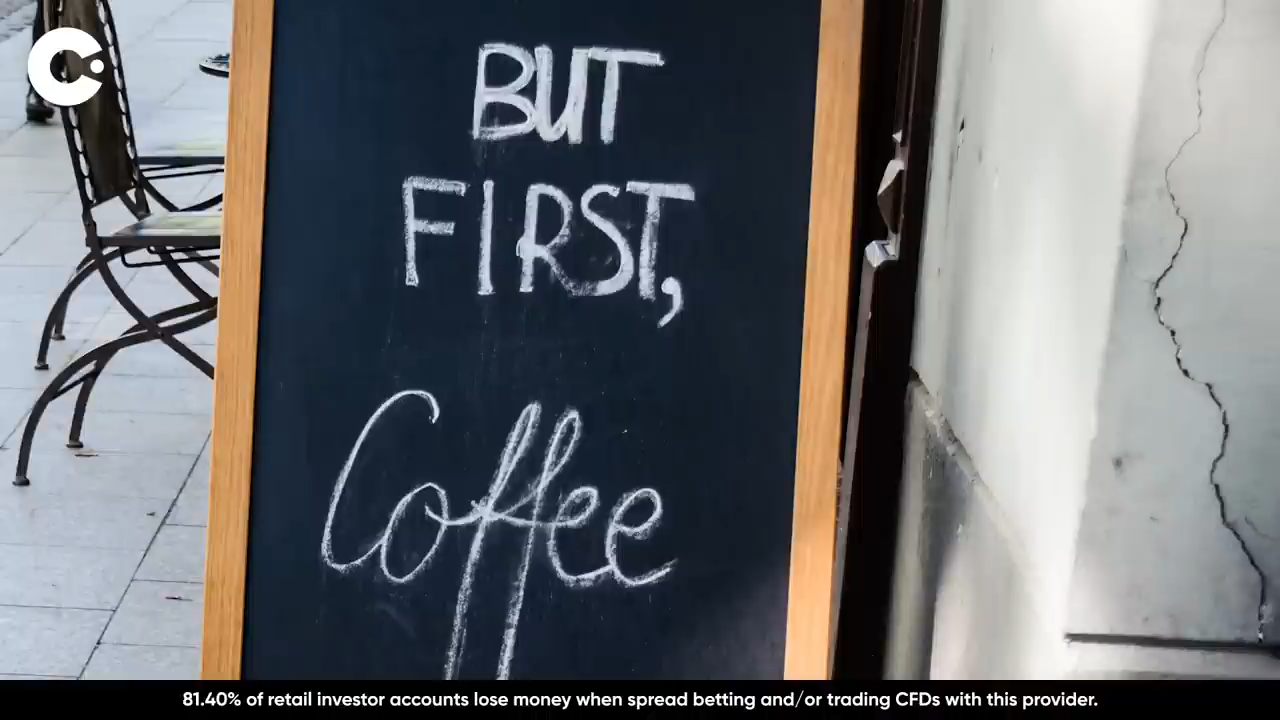 BUT
FIRST,
Coffee
81.40% of retail investor accounts lose money when spread betting and/or trading CFDs with this provider.